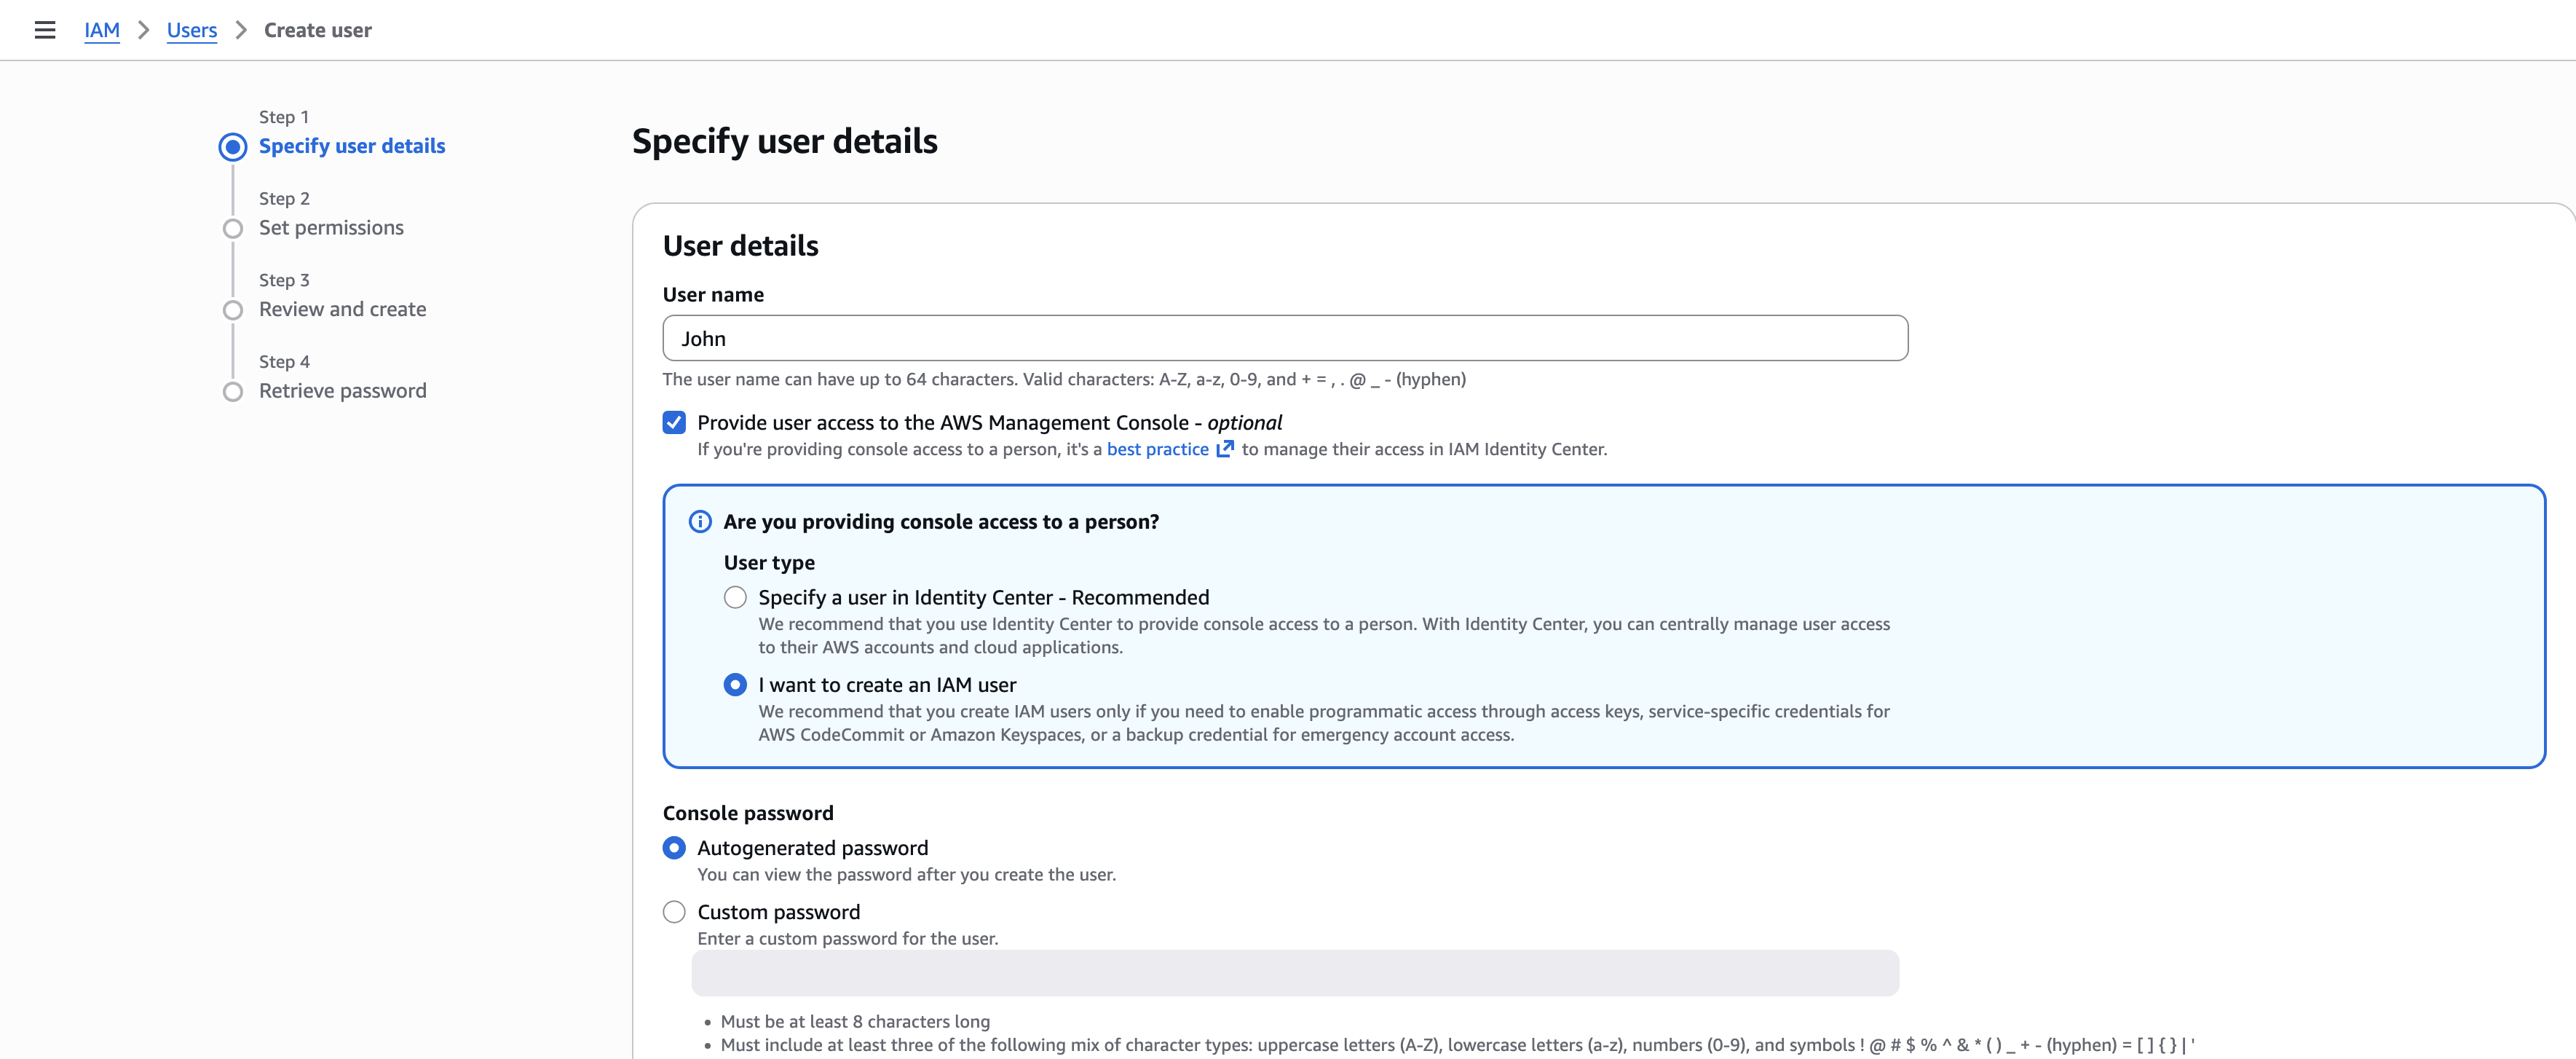 IAM > Users > Create user
Step 1
Specify user details
Step 2
Set permissions
Step 3
Review and create
Step 4
Retrieve password
Specify user details
User details
User name
John
The user name can have up to 64 characters. Valid characters: A-Z, a-z, 0-9, and + = , . @ _ - (hyphen)
Provide user access to the AWS Management Console - optional
If you're providing console access to a person, it's a best practice to manage their access in IAM Identity Center.
Are you providing console access to a person?
User type
Specify a user in Identity Center - Recommended
We recommend that you use Identity Center to provide console access to a person. With Identity Center, you can centrally manage user access
to their AWS accounts and cloud applications.
I want to create an IAM user
We recommend that you create IAM users only if you need to enable programmatic access through access keys, service-specific credentials for
AWS CodeCommit or Amazon Keyspaces, or a backup credential for emergency account access.
Console password
Autogenerated password
You can view the password after you create the user.
Custom password
Enter a custom password for the user.
• Must be at least 8 characters long
• Must include at least three of the following mix of character types: uppercase letters (A-Z), lowercase letters (a-z), numbers (0-9), and symbols ! @ # $ % ^ & * ( ) _ + - (hyphen) = [ ] { } | '